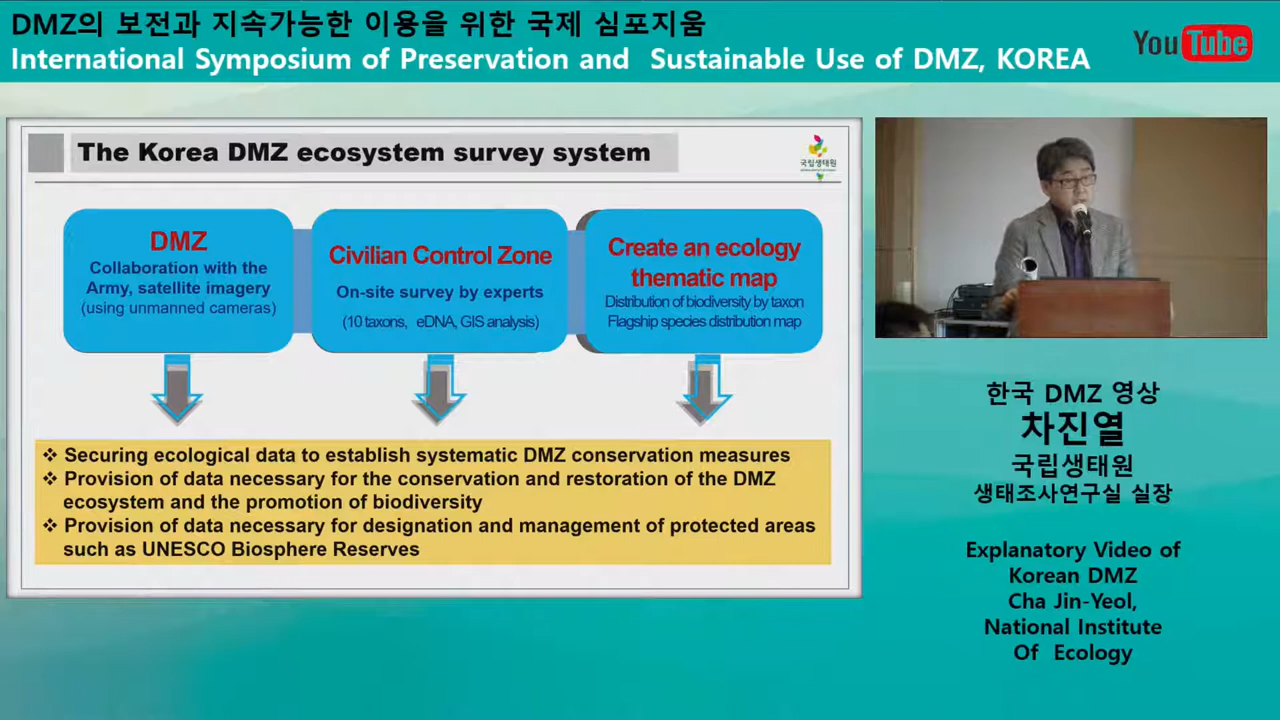 DMZ의 보전과 지속가능한 이용을 위한 국제 심포지움
International Symposium of Preservation and Sustainable Use of DMZ, KOREA
YouTube
The Korea DMZ ecosystem survey system
국립생태원
DMZ
Collaboration with the
Army, satellite imagery
(using unmanned cameras)
Civilian Control Zone
On-site survey by experts
(10 taxons, eDNA, GIS analysis)
Create an ecology
thematic map
Distribution of biodiversity by taxon
Flagship species distribution map
❖ Securing ecological data to establish systematic DMZ conservation measures
❖ Provision of data necessary for the conservation and restoration of the DMZ
ecosystem and the promotion of biodiversity
❖ Provision of data necessary for designation and management of protected areas
such as UNESCO Biosphere Reserves
한국 DMZ 영상
차진열
국립생태원
생태조사연구실 실장
Explanatory Video of
Korean DMZ
Cha Jin-Yeol,
National Institute
Of Ecology